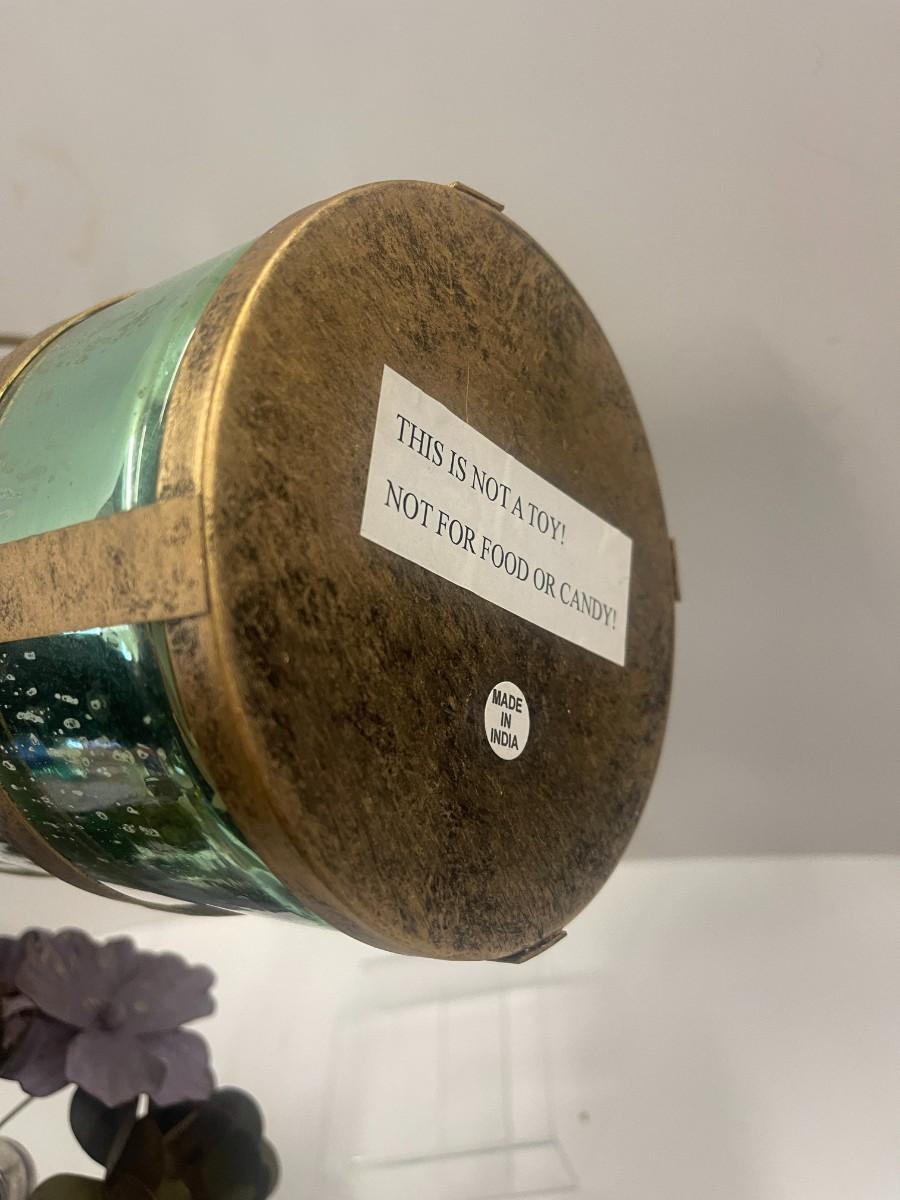 THIS IS NOT A TOY!
NOT FOR FOOD OR CANDY!
MADE
IN
INDIA